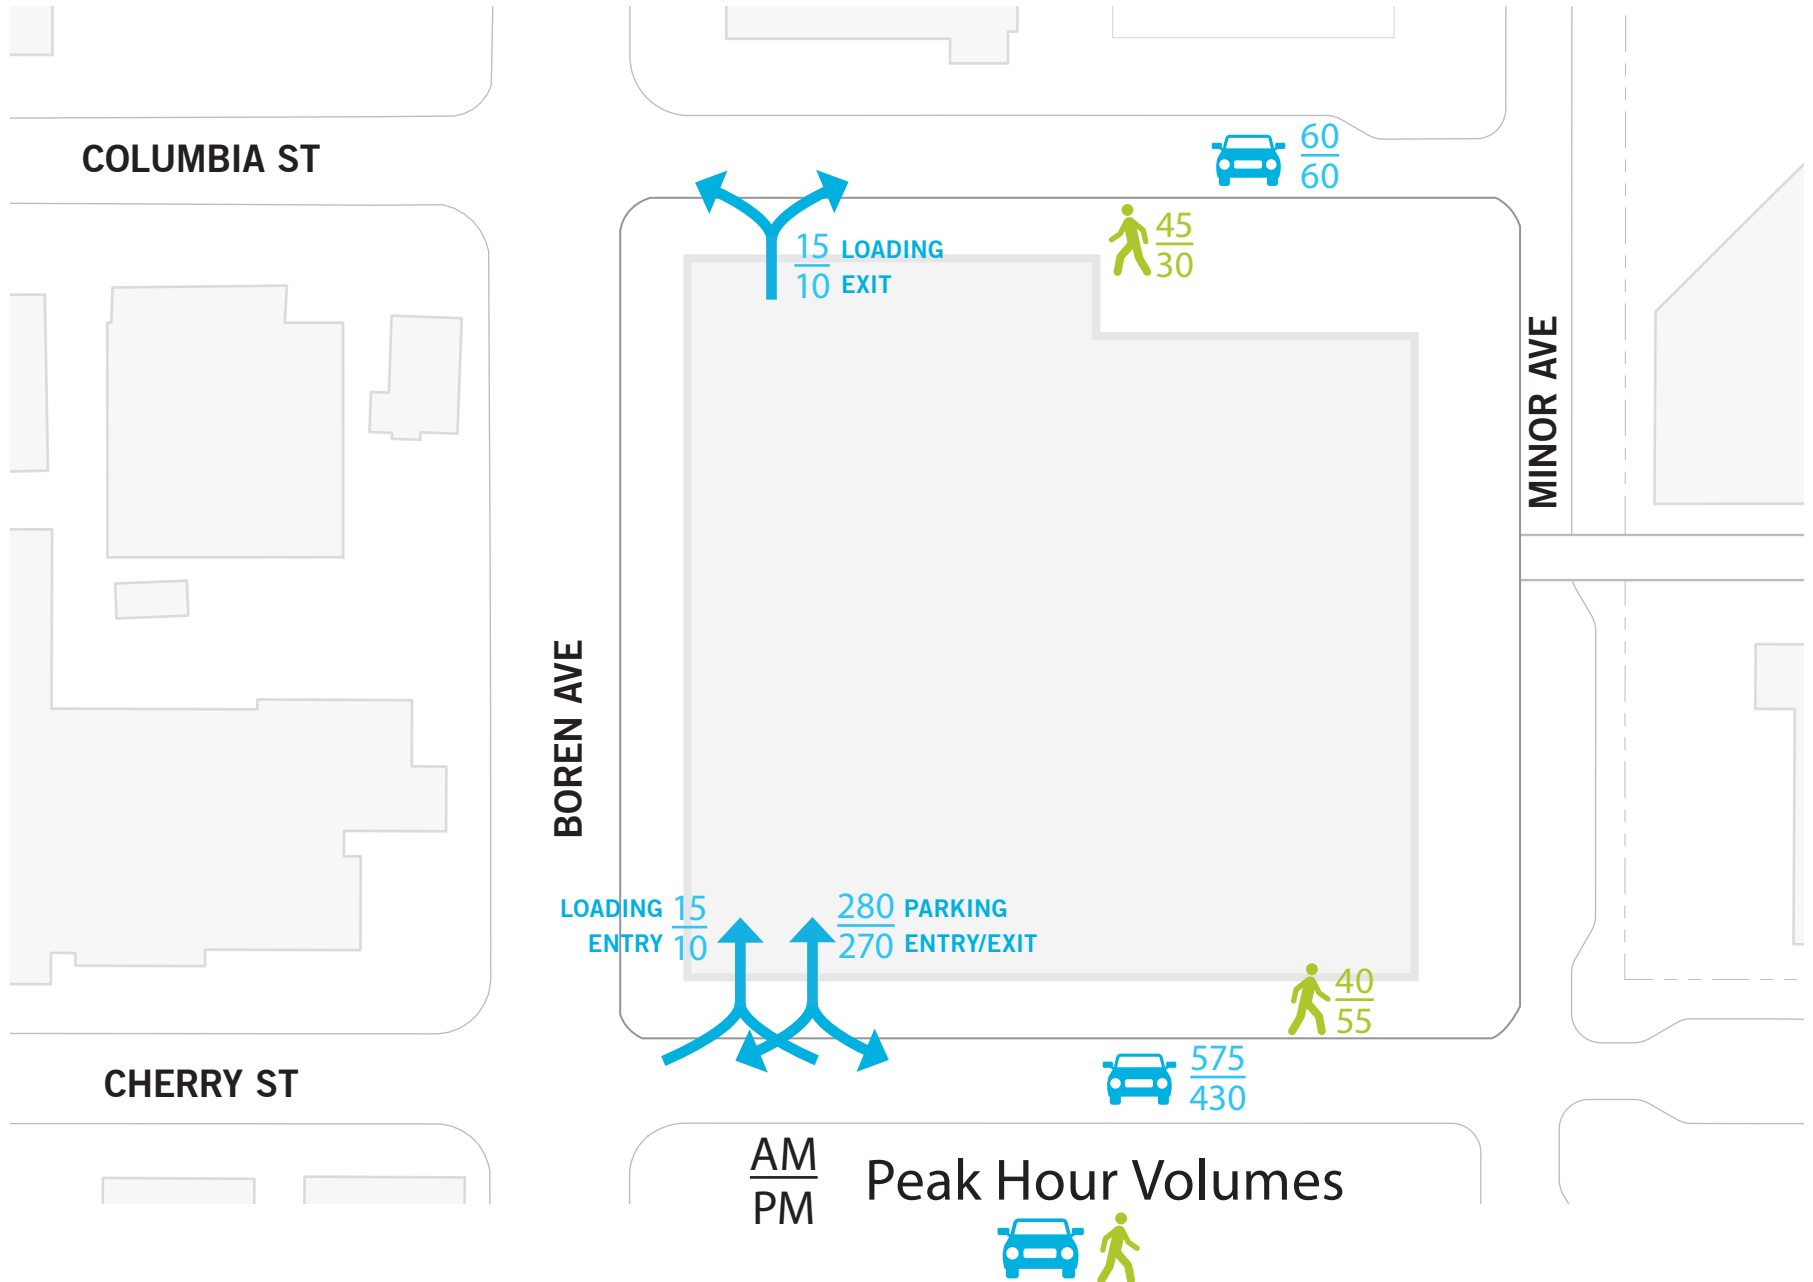 COLUMBIA ST
60
60
45
30
15 LOADING
10 EXIT
MINOR AVE
BOREN AVE
LOADING 15
ENTRY 10
280 PARKING
270 ENTRY/EXIT
40
55
575
430
CHERRY ST
AM
PM
Peak Hour Volumes